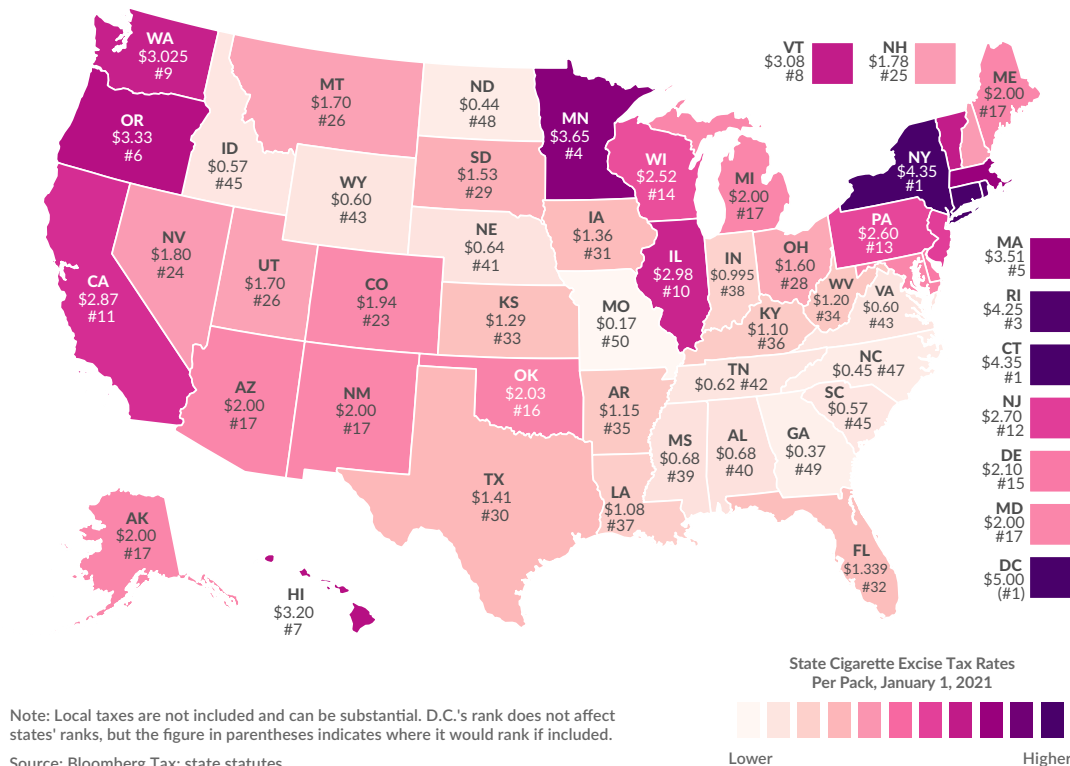 WA
$3.025
#9
OR
$3.33
#6
CA
$2.87
#11
ID
$0.57
#45
NV
$1.80
#24
MT
$1.70
#26
WY
$0.60
#43
UT
$1.70
#26
CO
$1.94
#23
AZ
$2.00
#17
NM
$2.00
#17
ND
$0.44
#48
SD
$1.53
#29
NE
$0.64
#41
KS
$1.29
#33
OK
$2.03
#16
TX
$1.41
#30
MN
$3.65
#4
IA
$1.36
#31
MO
$0.17
#50
AR
$1.15
#35
LA
$1.08
#37
WI
$2.52
#14
IL
$2.98
#10
MI
$2.00
#17
IN
$0.995
#38
OH
$1.60
#28
KY
$1.10
#36
TN
$0.62 #42
MS
$0.68
#39
AL
$0.68
#40
GA
$0.37
#49
FL
$1.339
#32
SC
$0.57
#45
NC
$0.45 #47
VA
$0.60
#43
WV
$1.20
#34
PA
$2.60
#13
NY
$4.35
#1
VT
$3.08
#8
NH
$1.78
#25
ME
$2.00
#17
MA
$3.51
#5
RI
$4.25
#3
CT
$4.35
#1
NJ
$2.70
#12
DE
$2.10
#15
MD
$2.00
#17
DC
$5.00
(#1)
AK
$2.00
#17
HI
$3.20
#7
State Cigarette Excise Tax Rates
Per Pack, January 1, 2021
Lower
Higher
Note: Local taxes are not included and can be substantial. D.C.'s rank does not affect
states' ranks, but the figure in parentheses indicates where it would rank if included.
Source: Bloomberg Tax; state statutes